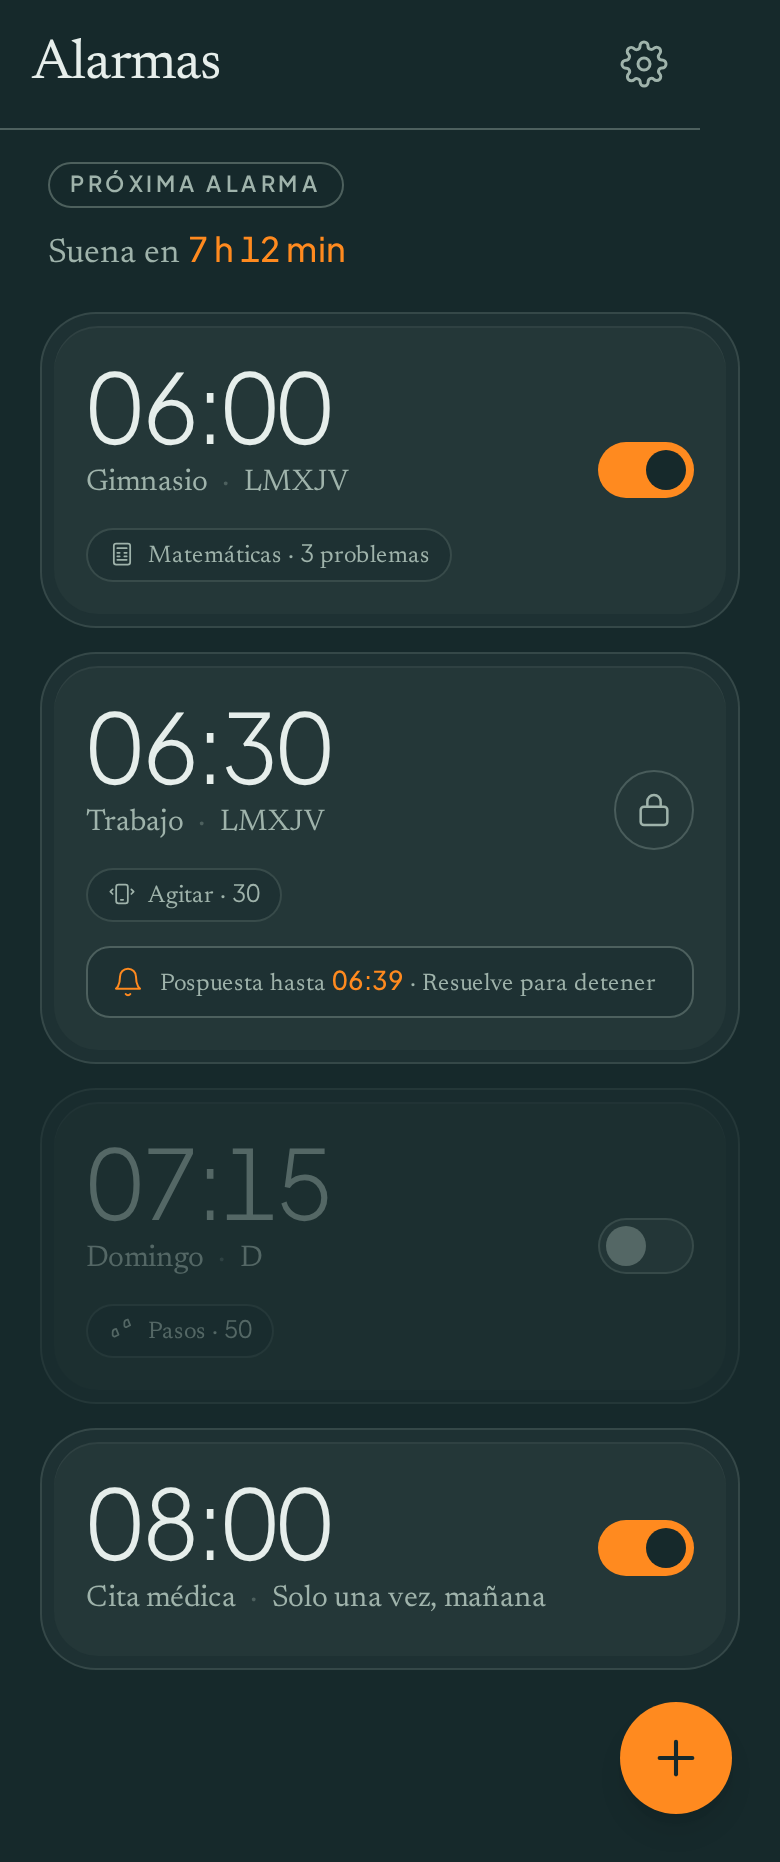 Alarmas
PRÓXIMA ALARMA
Suena en 7 h 12 min
06:00
Gimnasio · LMXJV
Matemáticas · 3 problemas
06:30
Trabajo · LMXJV
Agitar · 30
Pospuesta hasta 06:39 · Resuelve para detener
07:15
Domingo · D
Pasos · 50
08:00
Cita médica · Solo una vez, mañana